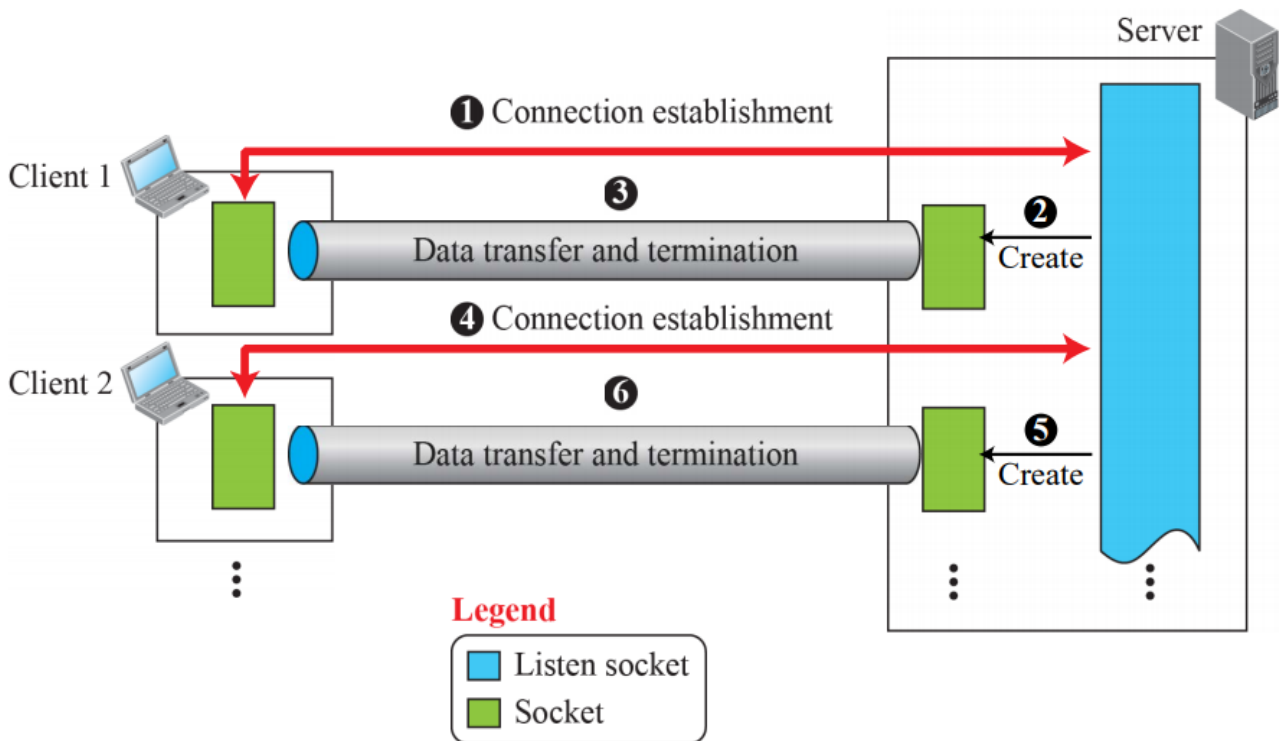 Server
❶ Connection establishment
Client 1
❸
❷
Data transfer and termination
Create
❹ Connection establishment
Client 2
❻
❺
Data transfer and termination
Create
Legend
Listen socket
Socket